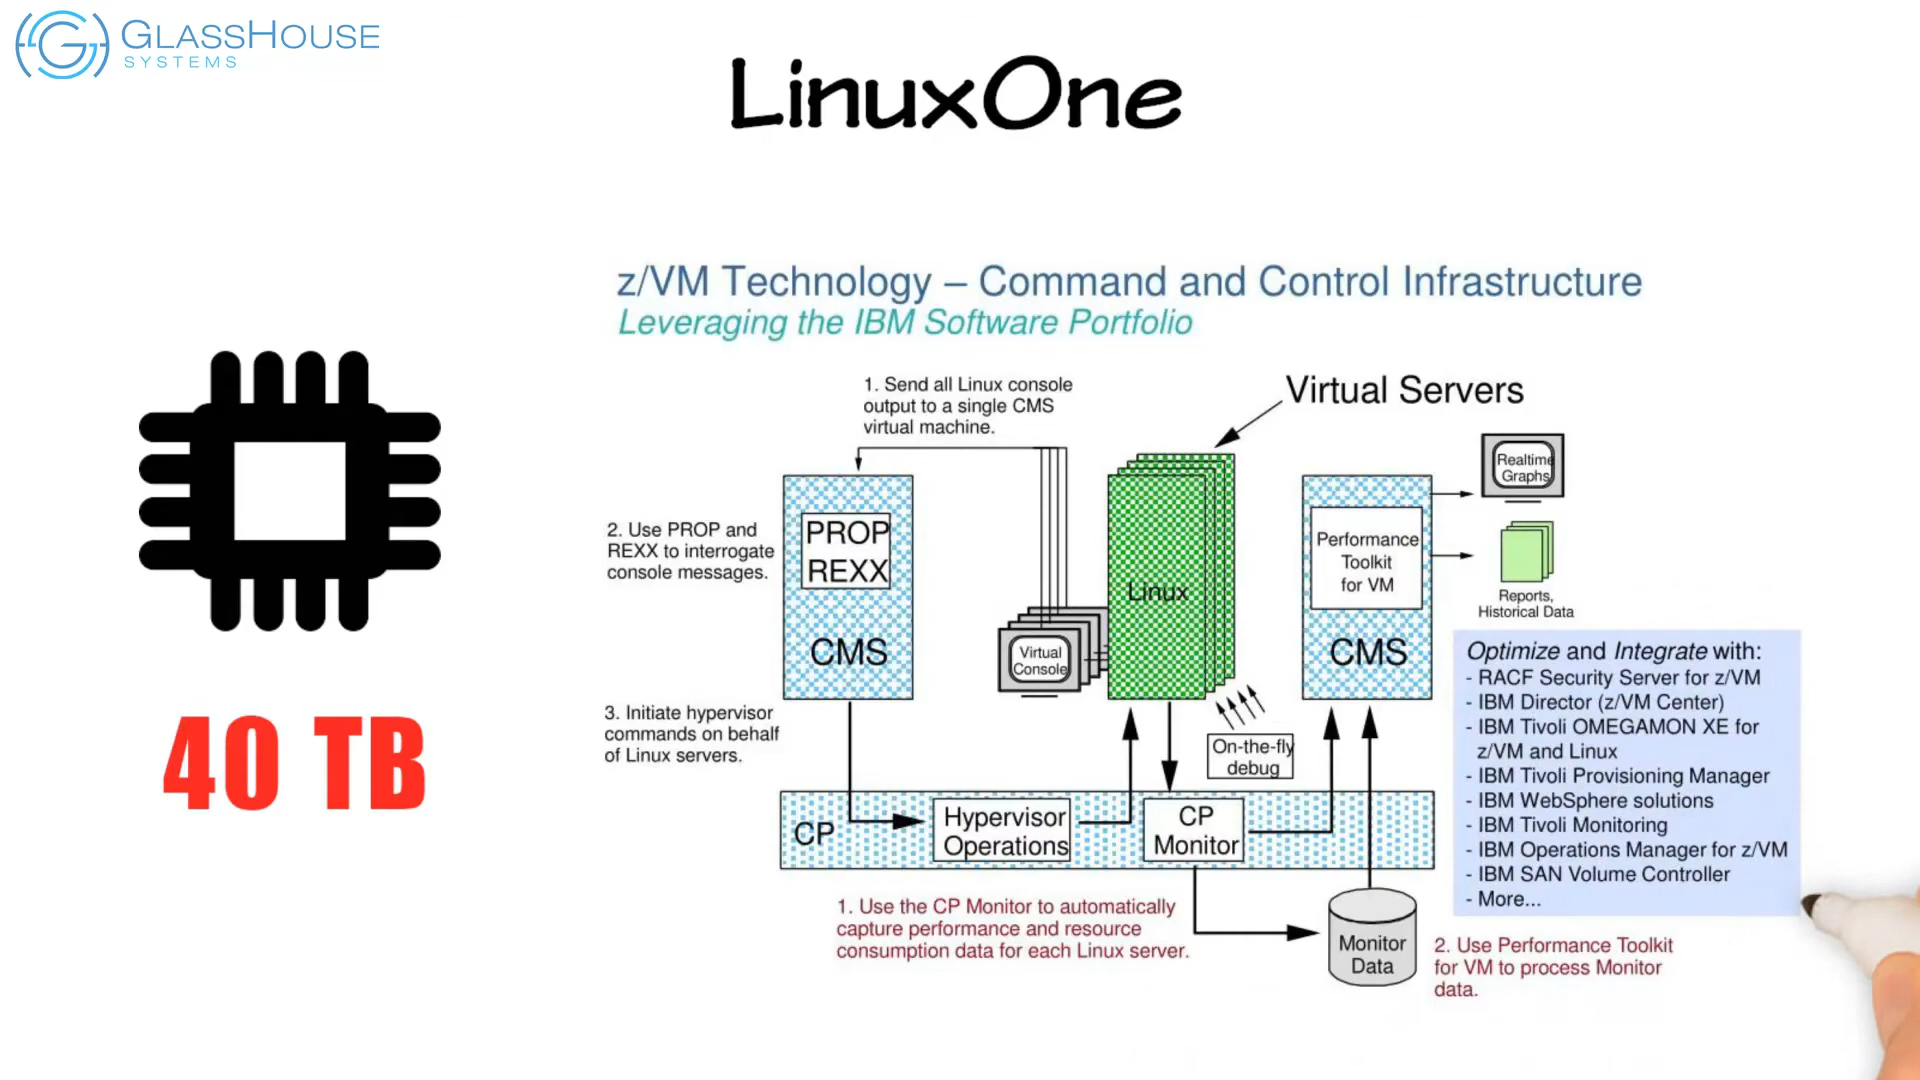 GLASSHOUSE
SYSTEMS
LinuxOne
z/VM Technology – Command and Control Infrastructure
Leveraging the IBM Software Portfolio
1. Send all Linux console
output to a single CMS
virtual machine.
Virtual Servers
Realtime
Graphs
2. Use PROP and
REXX to interrogate
console messages.
PROP
REXX
CMS
Virtual
Console
Linux
Performance
Toolkit
for VM
CMS
Reports,
Historical Data
40 TB
3. Initiate hypervisor
commands on behalf
of Linux servers.
On-the-fly
debug
CP
Hypervisor
Operations
CP
Monitor
Optimize and Integrate with:
- RACF Security Server for z/VM
- IBM Director (z/VM Center)
- IBM Tivoli OMEGAMON XE for
z/VM and Linux
- IBM Tivoli Provisioning Manager
- IBM WebSphere solutions
- IBM Tivoli Monitoring
- IBM Operations Manager for z/VM
- IBM SAN Volume Controller
- More...
1. Use the CP Monitor to automatically
capture performance and resource
consumption data for each Linux server.
Monitor
Data
2. Use Performance Toolkit
for VM to process Monitor
data.